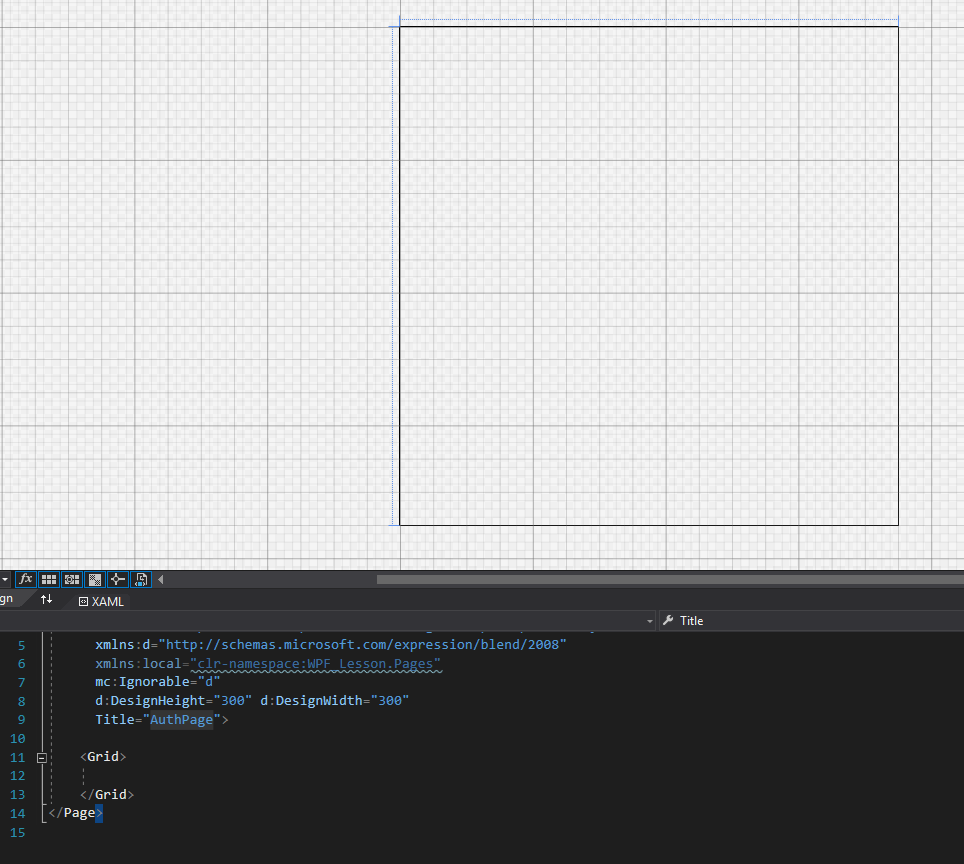 fx
gn
XAML
Title
5 xmlns:d="http://schemas.microsoft.com/expression/blend/2008"
6 xmlns:local="clr-namespace:WPF_Lesson.Pages"
7 mc:Ignorable="d"
8 d:DesignHeight="300" d:DesignWidth="300"
9 Title="AuthPage">
10
11 <Grid>
12
13 </Grid>
14 </Page>
15